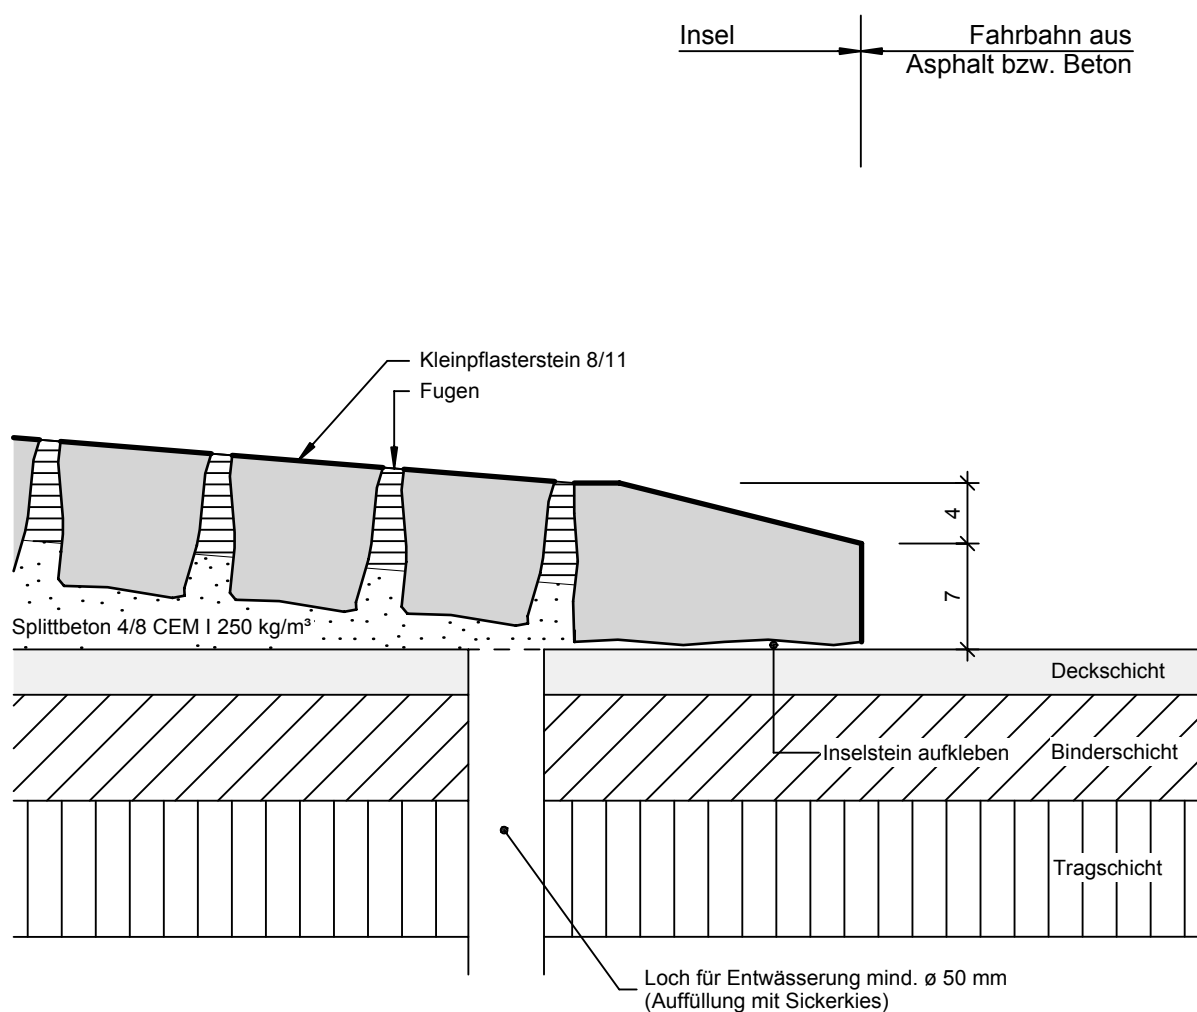 Insel
Fahrbahn aus
Asphalt bzw. Beton
Kleinpflasterstein 8/11
Fugen
4
7
Splittbeton 4/8 CEM I 250 kg/m³
Deckschicht
Inselstein aufkleben
Binderschicht
Tragschicht
Loch für Entwässerung mind. ø 50 mm
(Auffüllung mit Sickerkies)